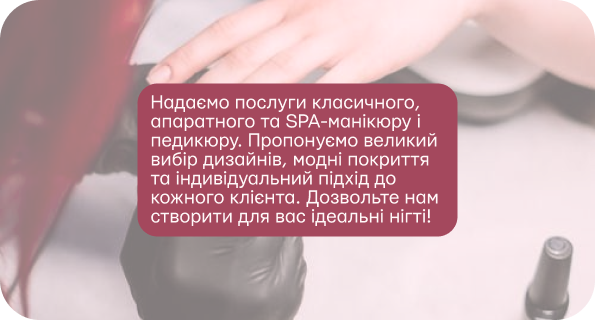 Надаємо послуги класичного,
апаратного та SPA-манікюру і
педикюру. Пропонуємо великий
вибір дизайнів, модні покриття
та індивідуальний підхід до
кожного клієнта. Дозвольте нам
створити для вас ідеальні нігті!